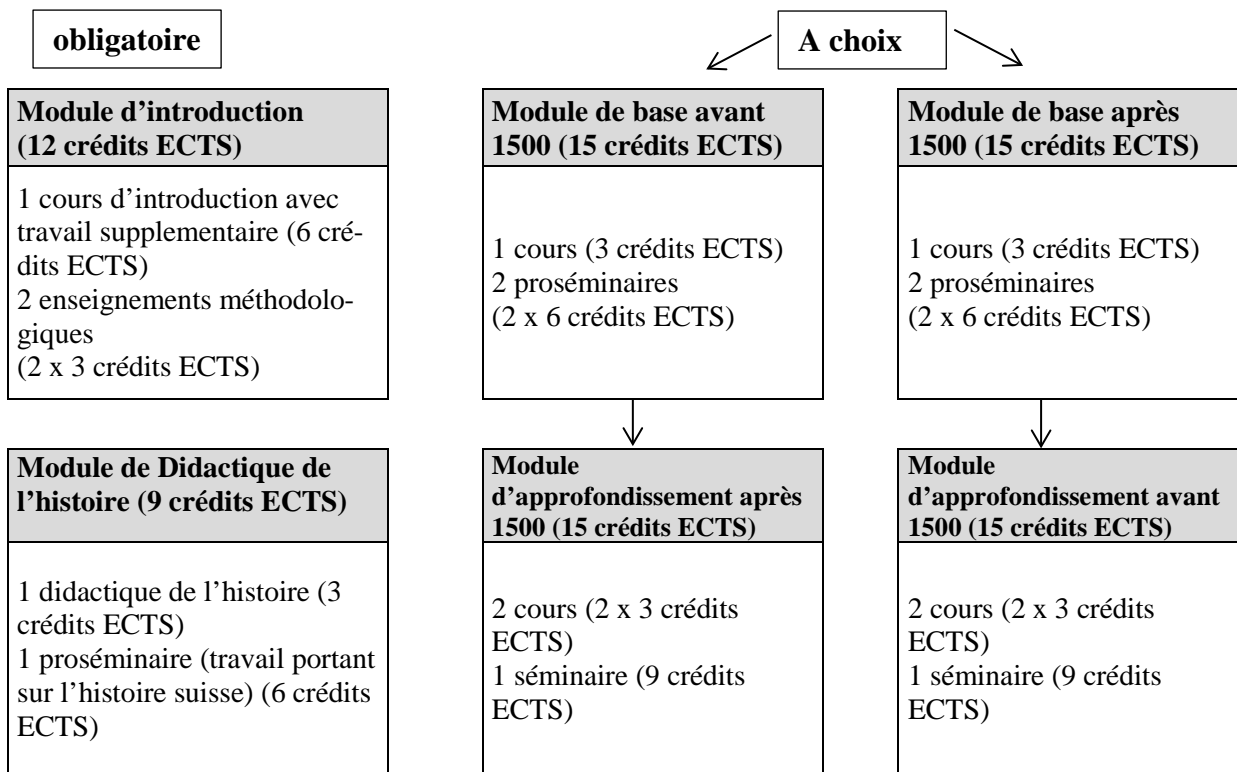 obligatoire
A choix
Module d’introduction
(12 crédits ECTS)
1 cours d’introduction avec
travail supplementaire (6 cré-
dits ECTS)
2 enseignements méthodolo-
giques
(2 x 3 crédits ECTS)
Module de base avant
1500 (15 crédits ECTS)
1 cours (3 crédits ECTS)
2 proséminaires
(2 x 6 crédits ECTS)
Module de base après
1500 (15 crédits ECTS)
1 cours (3 crédits ECTS)
2 proséminaires
(2 x 6 crédits ECTS)
Module de Didactique de
l’histoire (9 crédits ECTS)
1 didactique de l’histoire (3
crédits ECTS)
1 proséminaire (travail portant
sur l’histoire suisse) (6 crédits
ECTS)
Module
d’approfondissement après
1500 (15 crédits ECTS)
2 cours (2 x 3 crédits
ECTS)
1 séminaire (9 crédits
ECTS)
Module
d’approfondissement avant
1500 (15 crédits ECTS)
2 cours (2 x 3 crédits
ECTS)
1 séminaire (9 crédits
ECTS)